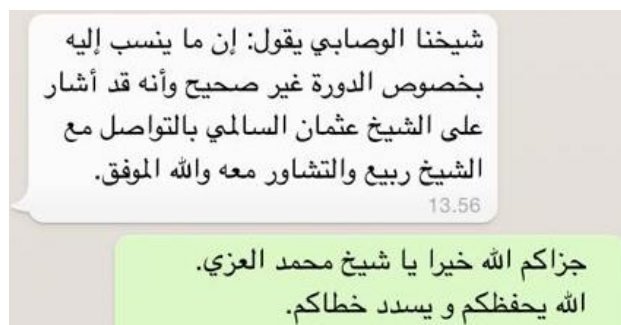 شيخنا الوصابي يقول: إن ما ينسب إليه
بخصوص الدورة غير صحيح وأنه قد أشار
على الشيخ عثمان السالمي بالتواصل مع
الشيخ ربيع والتشاور معه والله الموفق.
13.56
جزاكم الله خيرا يا شيخ محمد العزي.
الله يحفظكم و يسدد خطاكم.